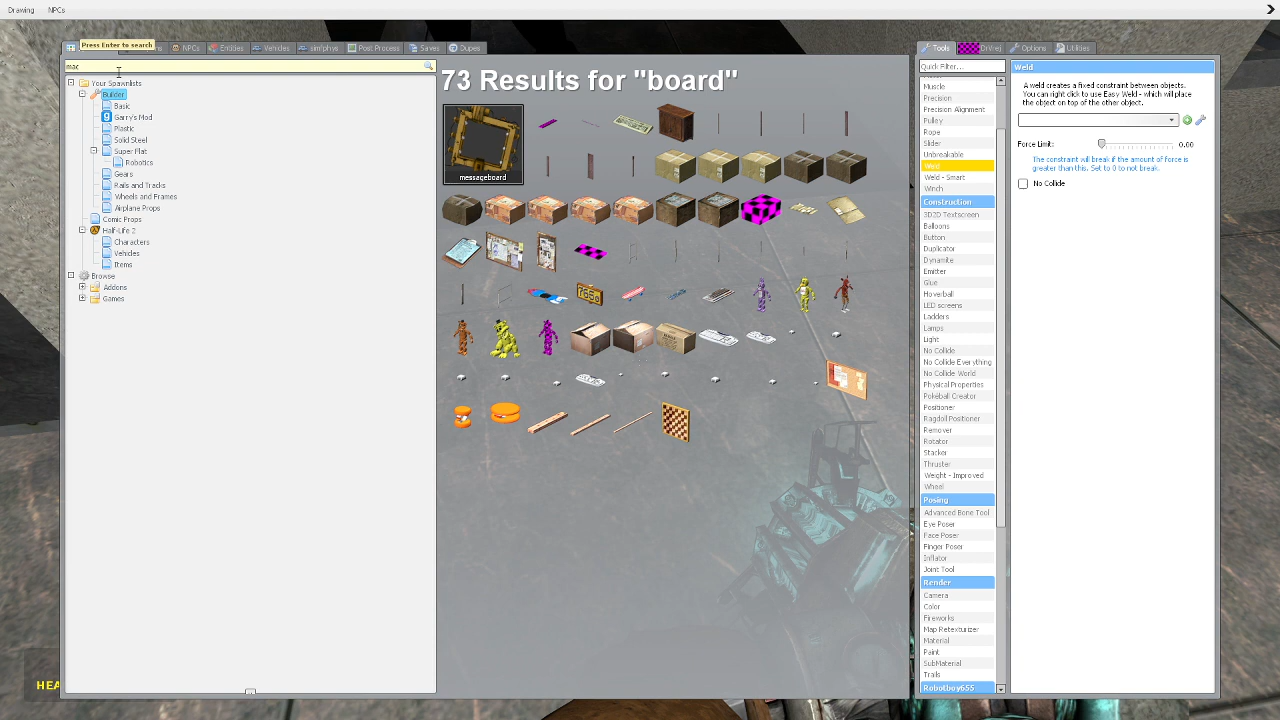 Drawing NPCs
Press Enter to search
NPCs Entities Vehicles simfphys Post Process Saves Dupes
mac
Your Spawnlists
Builder
Basic
Garry's Mod
Plastic
Solid Steel
Super Flat
Robotics
Gears
Rails and Tracks
Wheels and Frames
Airplane Props
Comic Props
Half-Life 2
Characters
Vehicles
Items
Browse
Addons
Games
73 Results for "board"
messageboard
HEA
Tools DrVrej Options Utilities
Quick Filter...
Muscle
Precision
Precision Alignment
Pulley
Rope
Slider
Unbreakable
Weld
Weld - Smart
Winch
Construction
3D2D Textscreen
Balloons
Button
Duplicator
Dynamite
Emitter
Glue
Hoverball
LED screens
Ladders
Lamps
Light
No Collide
No Collide Everything
No Collide World
Physical Properties
Pokeball Creator
Positioner
Ragdoll Positioner
Remover
Rotator
Stacker
Thruster
Weight - Improved
Wheel
Posing
Advanced Bone Tool
Eye Poser
Face Poser
Finger Poser
Inflator
Joint Tool
Render
Camera
Color
Fireworks
Map Retexturizer
Material
Paint
SubMaterial
Trails
Robotboy655
Weld
A weld creates a fixed constraint between objects.
You can right click to use Easy Weld - which will place
the object on top of the other object.
Force Limit: 0.00
The constraint will break if the amount of force is
greater than this. Set to 0 to not break.
No Collide